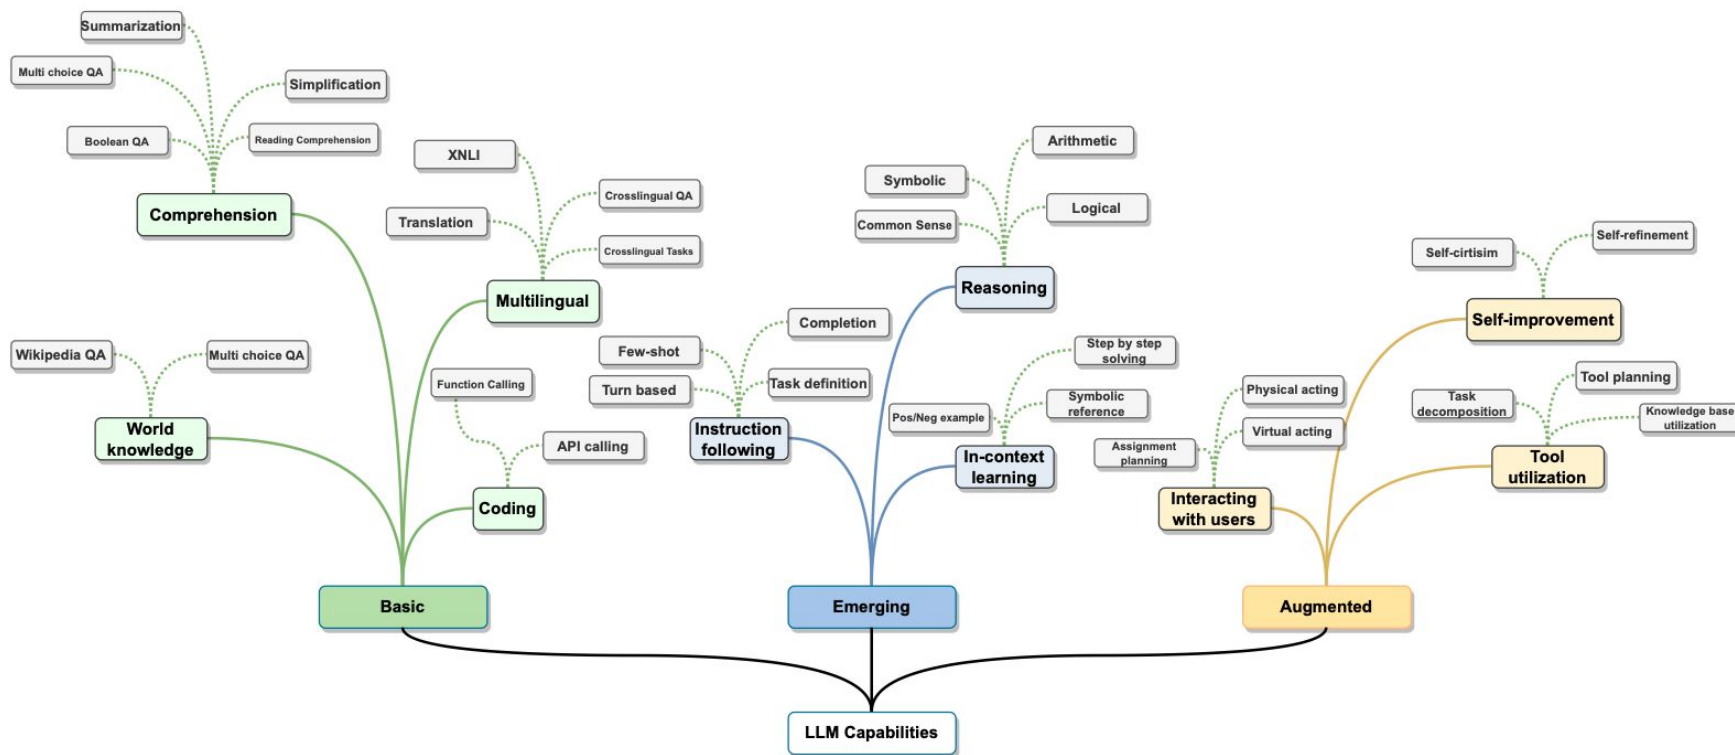 Summarization
Multi choice QA
Simplification
Boolean QA
Reading Comprehension
Comprehension
XNLI
Crosslingual QA
Translation
Crosslingual Tasks
Multilingual
Wikipedia QA
Multi choice QA
World
knowledge
Function Calling
API calling
Coding
Basic
Arithmetic
Symbolic
Logical
Common Sense
Reasoning
Completion
Few-shot
Turn based
Task definition
Instruction
following
Step by step
solving
Pos/Neg example
Symbolic
reference
In-context
learning
Emerging
Self-refinement
Self-cirtisim
Self-improvement
Physical acting
Virtual acting
Assignment
planning
Interacting
with users
Tool planning
Task
decomposition
Knowledge base
utilization
Tool
utilization
Augmented
LLM Capabilities